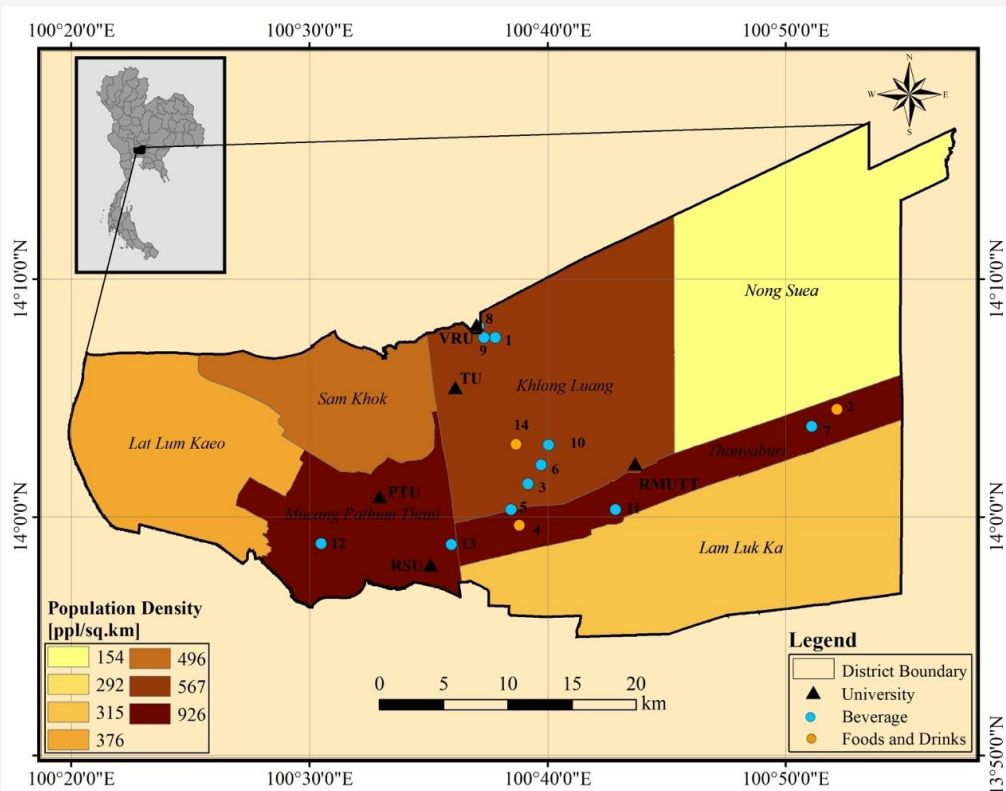 100°20'0"E 100°30'0"E 100°40'0"E 100°50'0"E
N
W E
S
14°10'0"N 14°10'0"N
Nong Suea
8
VRU 1
9
TU
Khlong Luang
Sam Khok
2
14
Lat Lum Kaeo
10
7
Thanyaburi
6
RMUTT
3
PTU
5 11
Mueang Pathum Thani
14°0'0"N 14°0'0"N
4
12 13
Lam Luk Ka
RSU
Population Density
[ppl/sq.km]
154 496
292 567
315 926
376
0 5 10 15 20
km
Legend
District Boundary
University
Beverage
Foods and Drinks
13°50'0"N
100°20'0"E 100°30'0"E 100°40'0"E 100°50'0"E